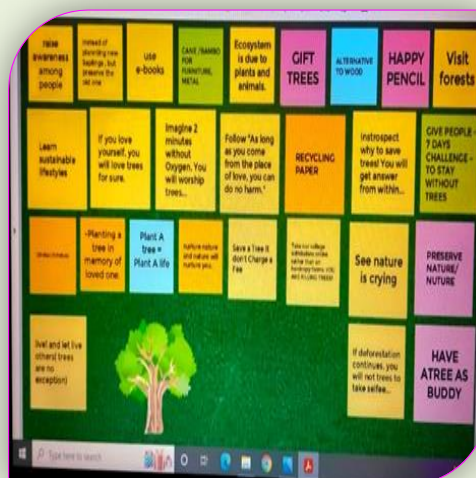 raise
awareness
among
people
instead of
planting new
saplings, but
preserve the
old one
use
e-books
CANE /BAMBO
FOR
FURNITURE,
METAL
Ecosystem
is due to
plants and
animals.
GIFT
TREES
ALTERNATIVE
TO WOOD
HAPPY
PENCIL
Visit
forests
Learn
sustainable
lifestyles
If you love
yourself, you
will love trees
for sure.
Imagine 2
minutes
without
Oxygen. You
will worship
trees...
Follow "As long
as you come
from the place
of love, you can
do no harm."
RECYCLING
PAPER
Instrospect
why to save
trees! You will
get answer
from within...
GIVE PEOPLE -
7 DAYS
CHALLENGE -
TO STAY
WITHOUT
TREES
-Planting a
tree in
memory of
loved one.
Plant A
tree =
Plant A life
nurture nature
and nature will
nurture you.
Save a Tree it
don't Charge a
Fee
See nature
is crying
PRESERVE
NATURE/
NUTURE
live! and let live
others( trees
are no
exception)
If deforestation
continues, you
will not trees to
take selfee...
HAVE
ATREE AS
BUDDY
Type here to search